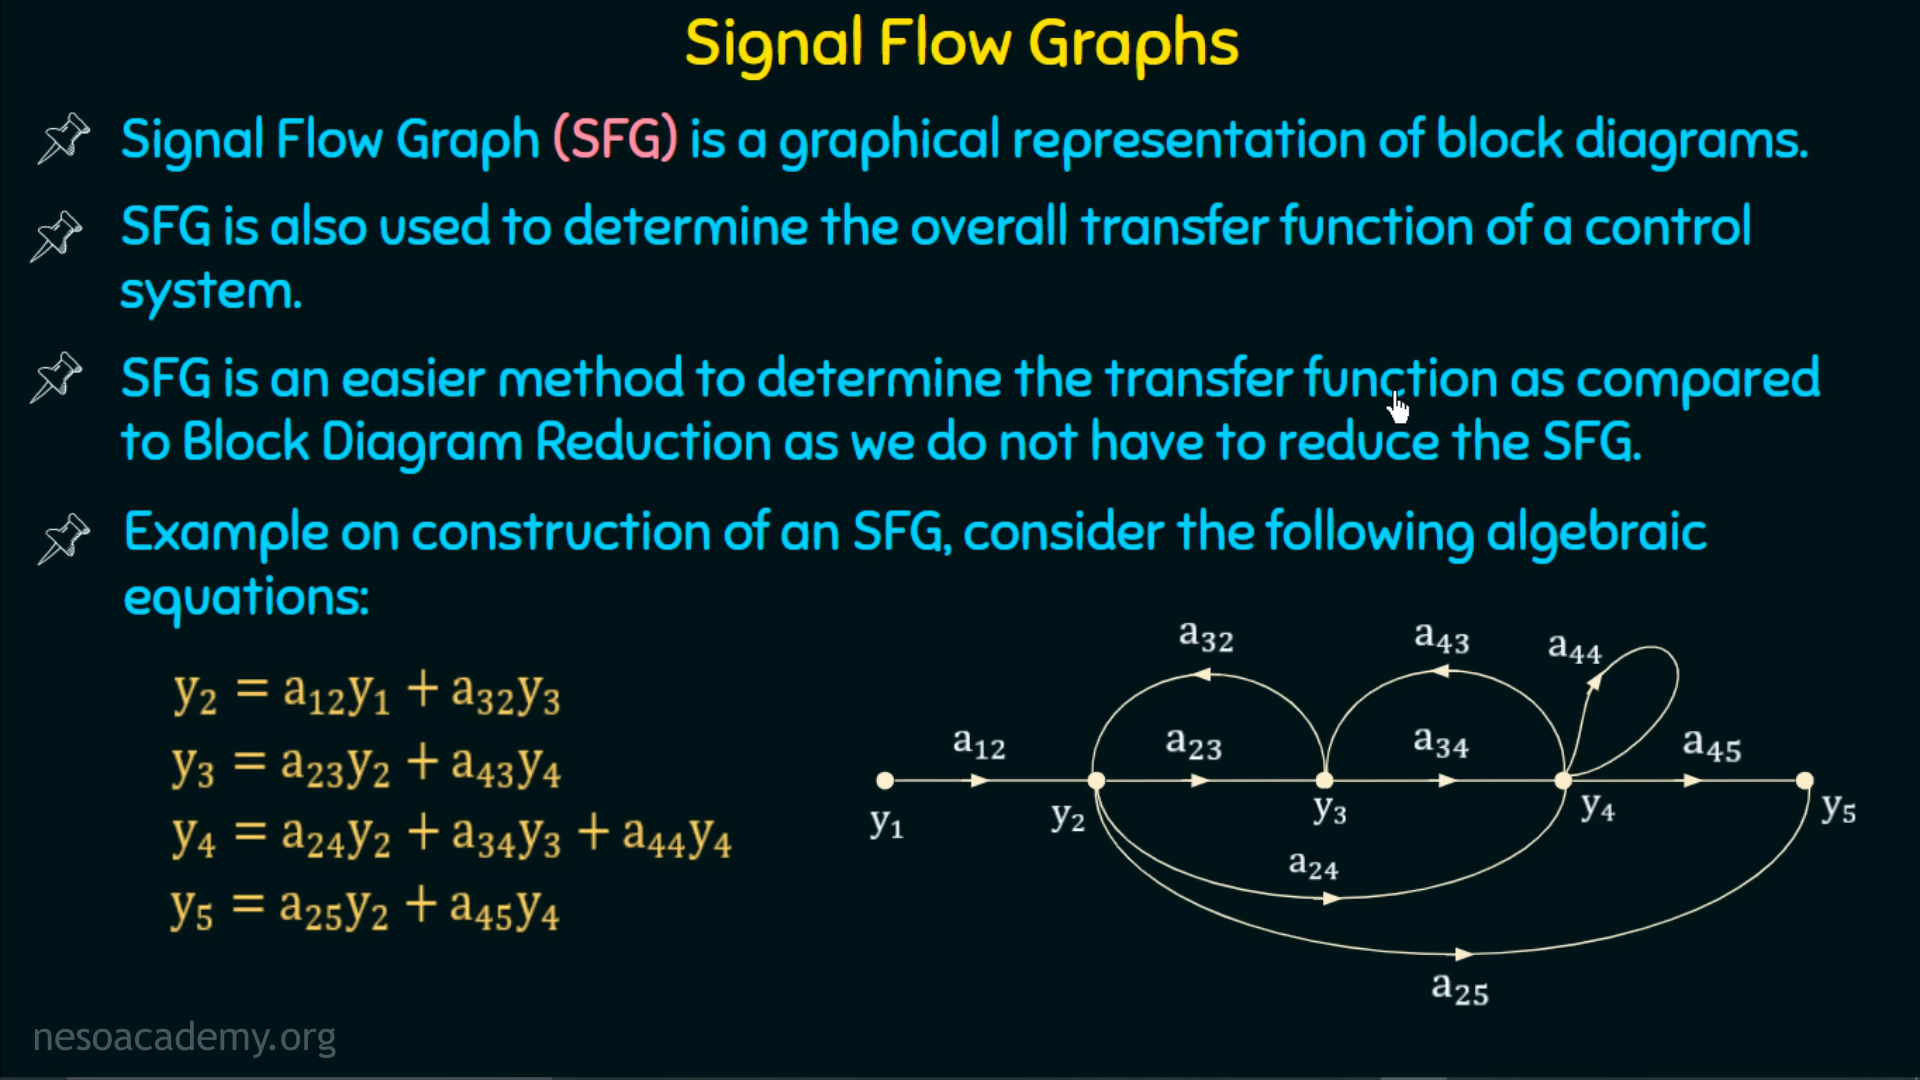 Signal Flow Graphs
Signal Flow Graph (SFG) is a graphical representation of block diagrams.
SFG is also used to determine the overall transfer function of a control
system.
SFG is an easier method to determine the transfer function as compared
to Block Diagram Reduction as we do not have to reduce the SFG.
Example on construction of an SFG, consider the following algebraic
equations:
y₂ = a₁₂y₁ + a₃₂y₃
y₃ = a₂₃y₂ + a₄₃y₄
y₄ = a₂₄y₂ + a₃₄y₃ + a₄₄y₄
y₅ = a₂₅y₂ + a₄₅y₄
a₃₂ a₄₃ a₄₄
a₁₂ a₂₃ a₃₄ a₄₅
y₁ y₂ y₃ y₄ y₅
a₂₄
a₂₅
nesoacademy.org